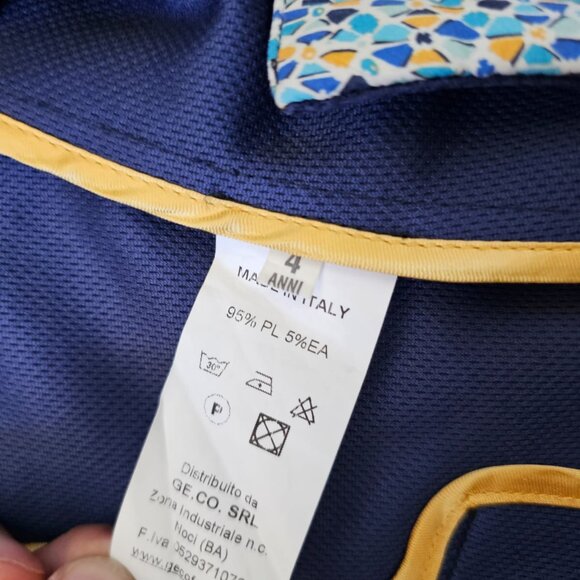 4
ANNI
MADE IN ITALY
95% PL 5%EA
30°
P
Distribuito da
GE.CO. SRL
Zona Industriale n.c.
Noci (BA)
F.Iva